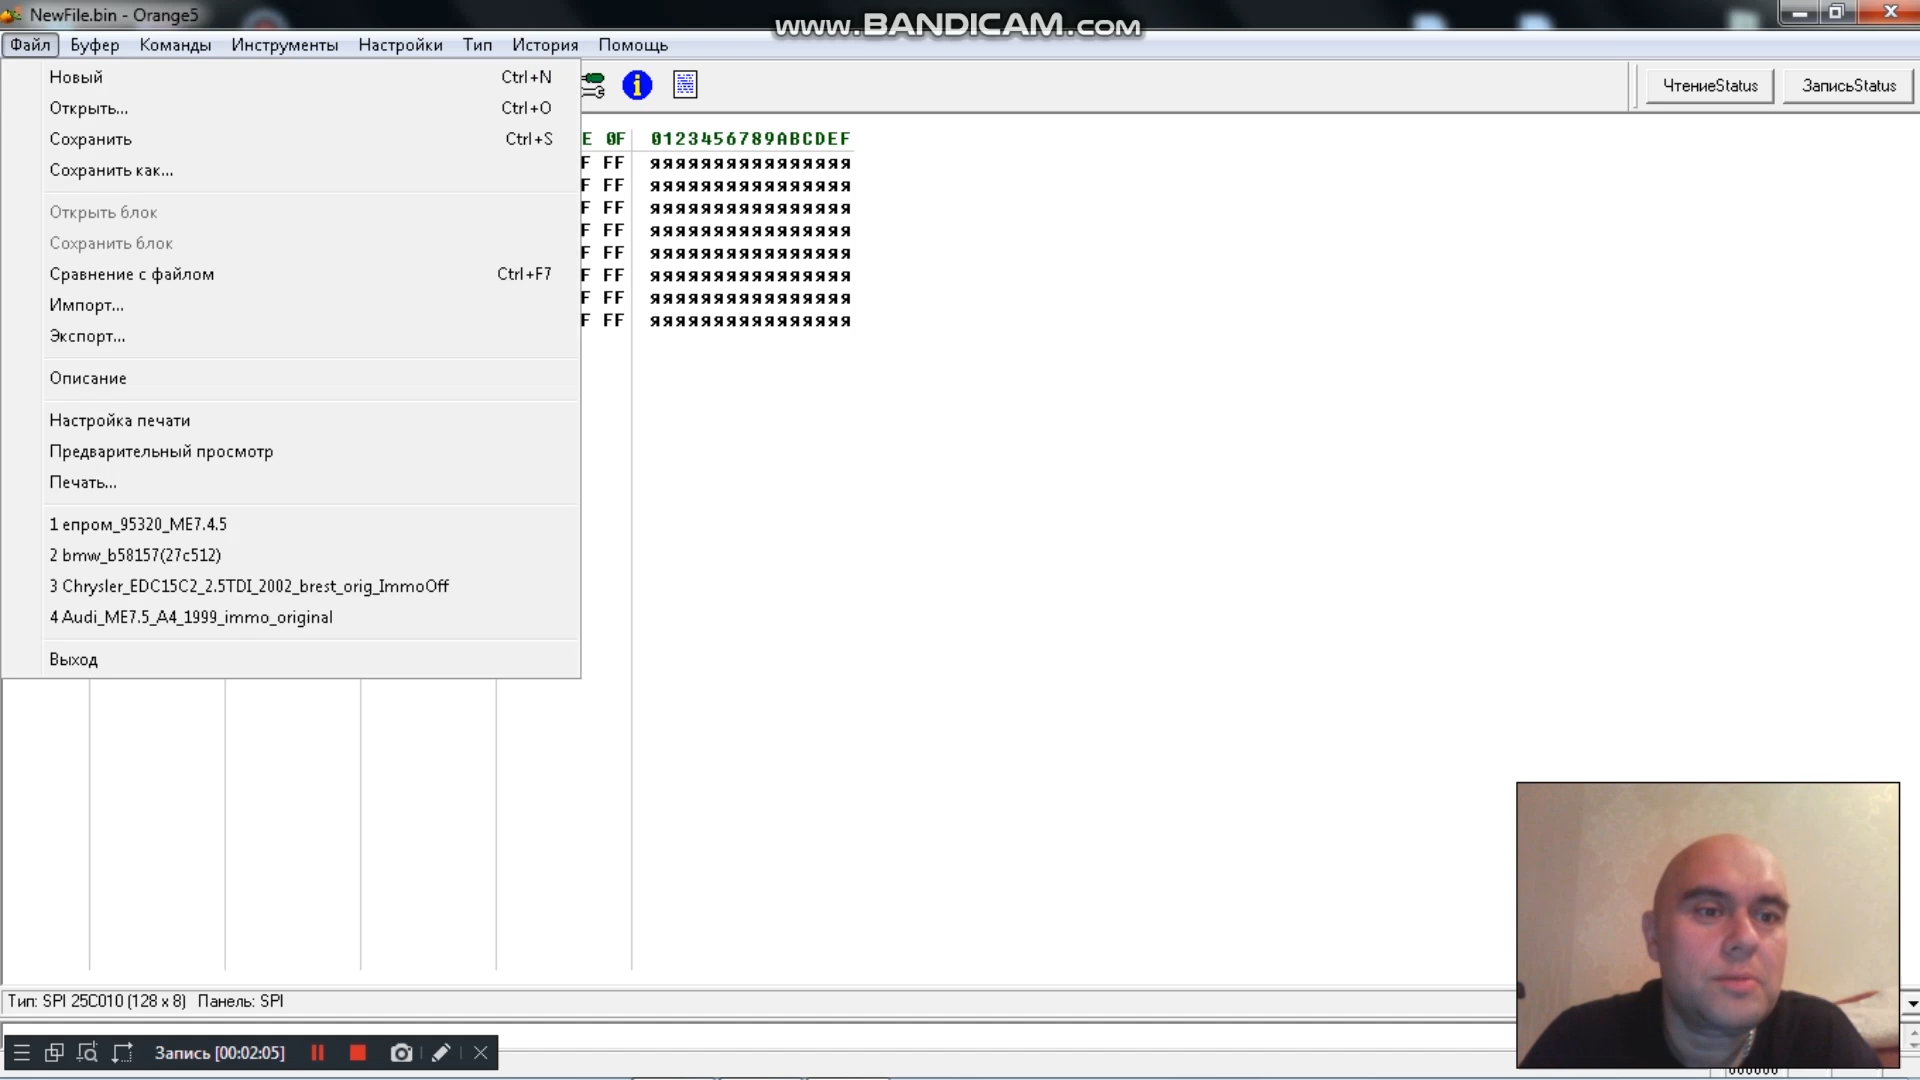 NewFile.bin - Orange5
www.BANDICAM.com
Файл Буфер Команды Инструменты Настройки Тип История Помощь
Новый Ctrl+N
Открыть... Ctrl+O
Сохранить Ctrl+S
Сохранить как...
Открыть блок
Сохранить блок
Сравнение с файлом Ctrl+F7
Импорт...
Экспорт...
Описание
Настройка печати
Предварительный просмотр
Печать...
1 епром_95320_ME7.4.5
2 bmw_b58157(27c512)
3 Chrysler_EDC15C2_2.5TDI_2002_brest_orig_ImmoOff
4 Audi_ME7.5_A4_1999_immo_original
Выход
ЧтениеStatus ЗаписьStatus
E 0F 0123456789ABCDEF
F FF яяяяяяяяяяяяяяяя
F FF яяяяяяяяяяяяяяяя
F FF яяяяяяяяяяяяяяяя
F FF яяяяяяяяяяяяяяяя
F FF яяяяяяяяяяяяяяяя
F FF яяяяяяяяяяяяяяяя
F FF яяяяяяяяяяяяяяяя
F FF яяяяяяяяяяяяяяяя
Тип: SPI 25C010 (128 x 8) Панель: SPI
Запись [00:02:05]